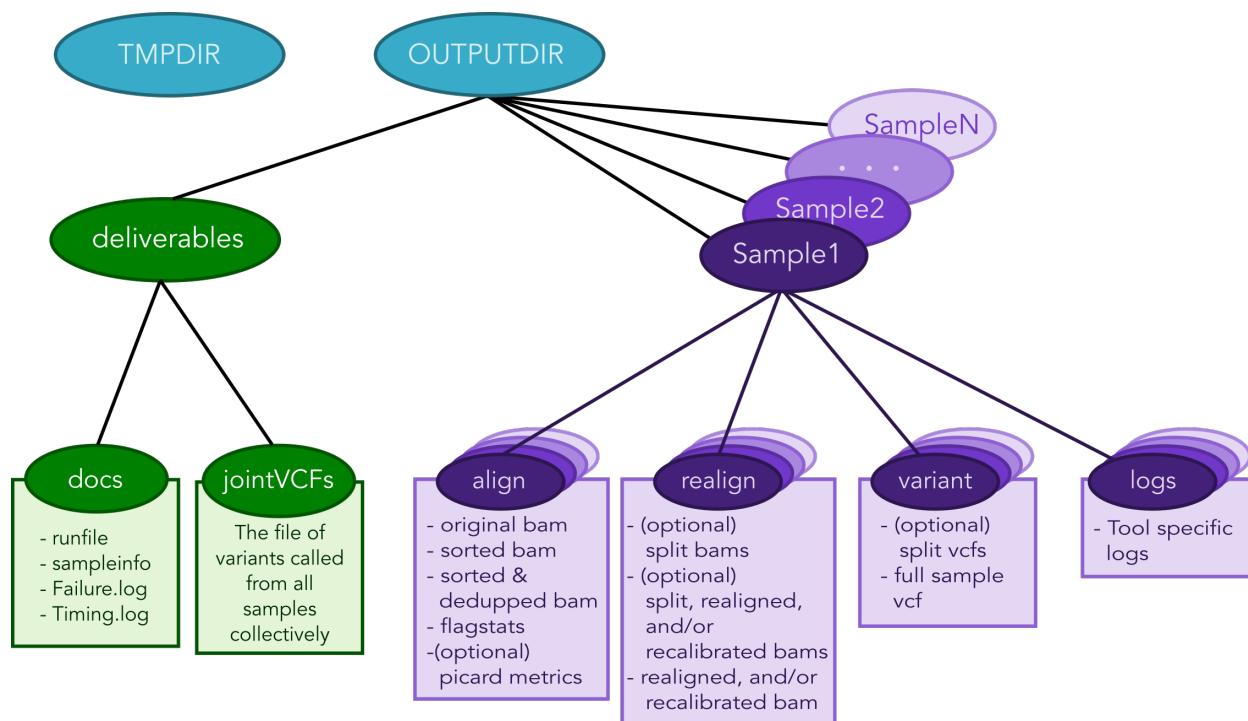 TMPDIR
OUTPUTDIR
SampleN
. . .
Sample2
Sample1
deliverables
docs
- runfile
- sampleinfo
- Failure.log
- Timing.log
jointVCFs
The file of
variants called
from all
samples
collectively
align
- original bam
- sorted bam
- sorted &
dedupped bam
- flagstats
-(optional)
picard metrics
realign
- (optional)
split bams
- (optional)
split, realigned,
and/or
recalibrated bams
- realigned, and/or
recalibrated bam
variant
- (optional)
split vcfs
- full sample
vcf
logs
- Tool specific
logs